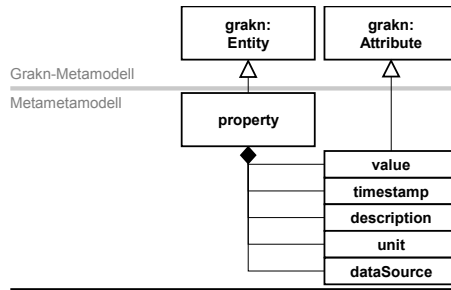 grakn:
Entity
grakn:
Attribute
Grakn-Metamodell
Metametamodell
property
value
timestamp
description
unit
dataSource